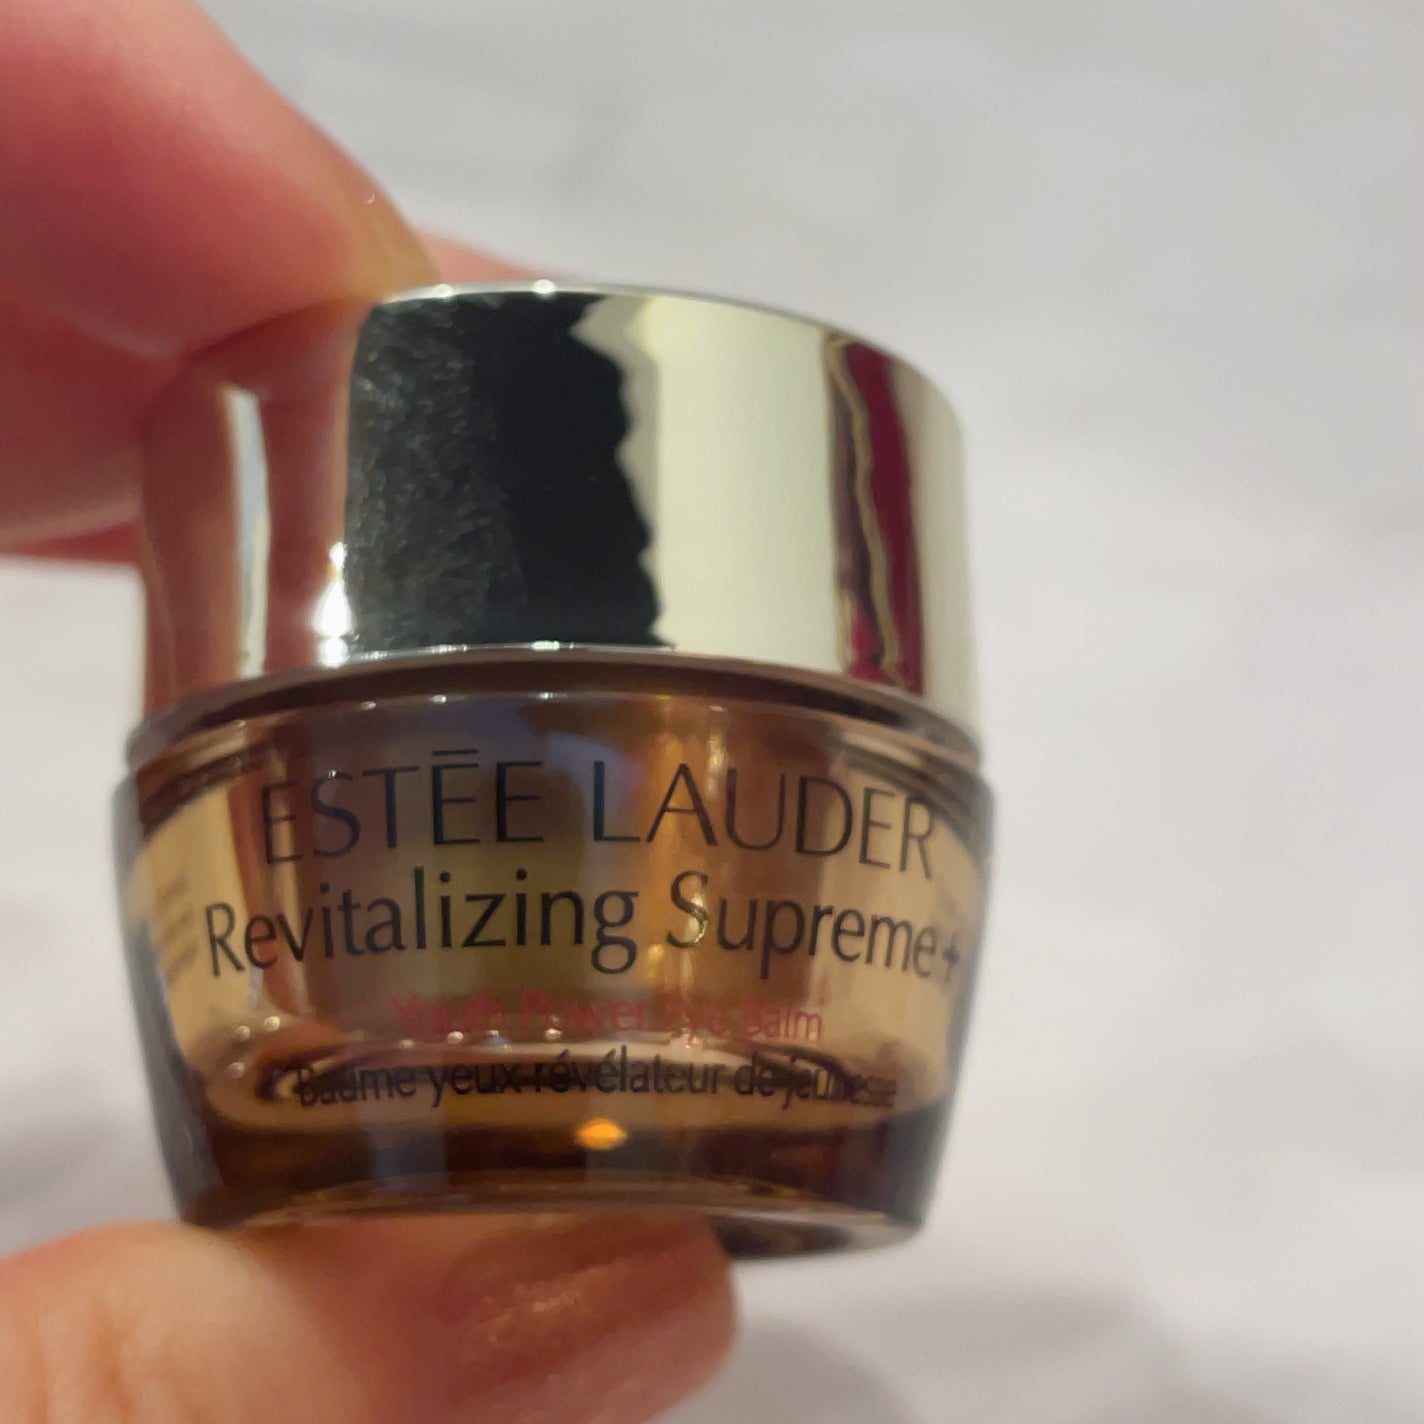 ESTĒE LAUDER
Revitalizing Supreme+
Youth Power Eye Balm
Baume yeux révélateur de jeunesse